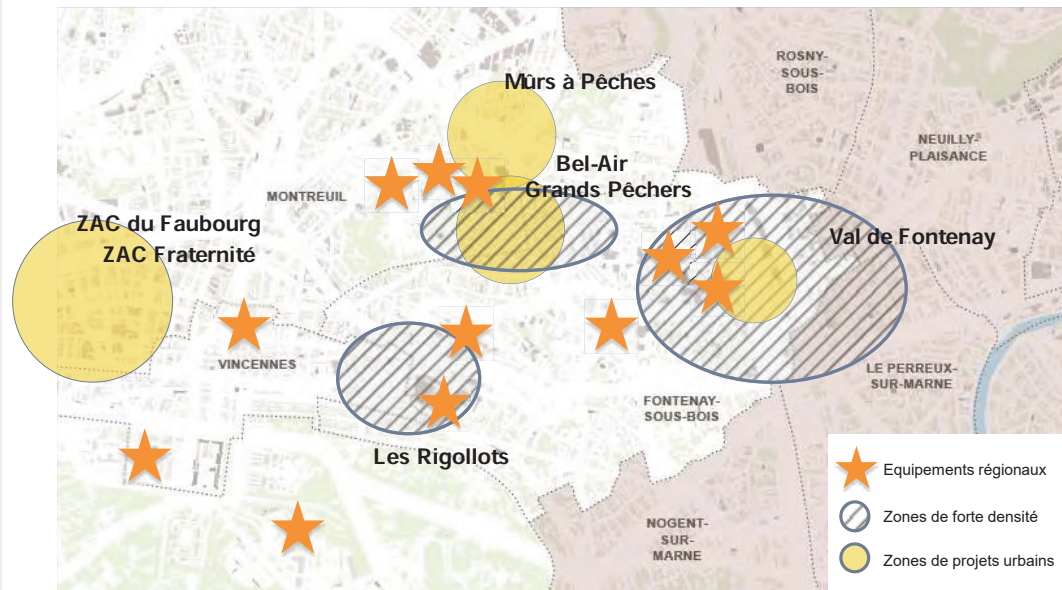 ROSNY-
SOUS-
BOIS
Mûrs à Pêches
NEUILLY-
PLAISANCE
Bel-Air
Grands Pêchers
MONTREUIL
ZAC du Faubourg
ZAC Fraternité
Val de Fontenay
VINCENNES
LE PERREUX-
SUR-MARNE
FONTENAY-
SOUS-BOIS
Les Rigollots
NOGENT-
SUR-
MARNE
Equipements régionaux
Zones de forte densité
Zones de projets urbains